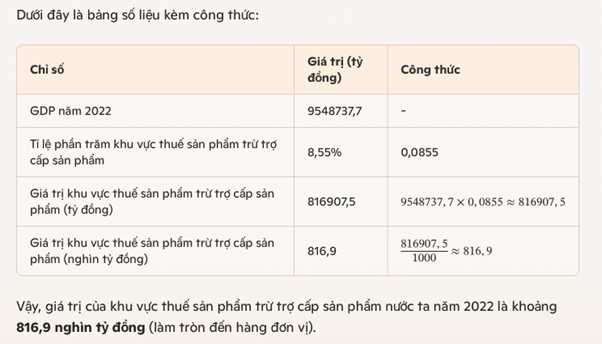 Dưới đây là bảng số liệu kèm công thức:
Chỉ số
Giá trị (tỷ
đồng)
Công thức
GDP năm 2022
9548737,7
-
Tỉ lệ phần trăm khu vực thuế sản phẩm trừ trợ
cấp sản phẩm
8,55%
0,0855
Giá trị khu vực thuế sản phẩm trừ trợ cấp sản
phẩm (tỷ đồng)
816907,5
9548737, 7 × 0, 0855 ≈ 816907, 5
Giá trị khu vực thuế sản phẩm trừ trợ cấp sản
phẩm (nghìn tỷ đồng)
816,9
816907, 5
1000
≈ 816, 9
Vậy, giá trị của khu vực thuế sản phẩm trừ trợ cấp sản phẩm nước ta năm 2022 là khoảng
816,9 nghìn tỷ đồng (làm tròn đến hàng đơn vị).